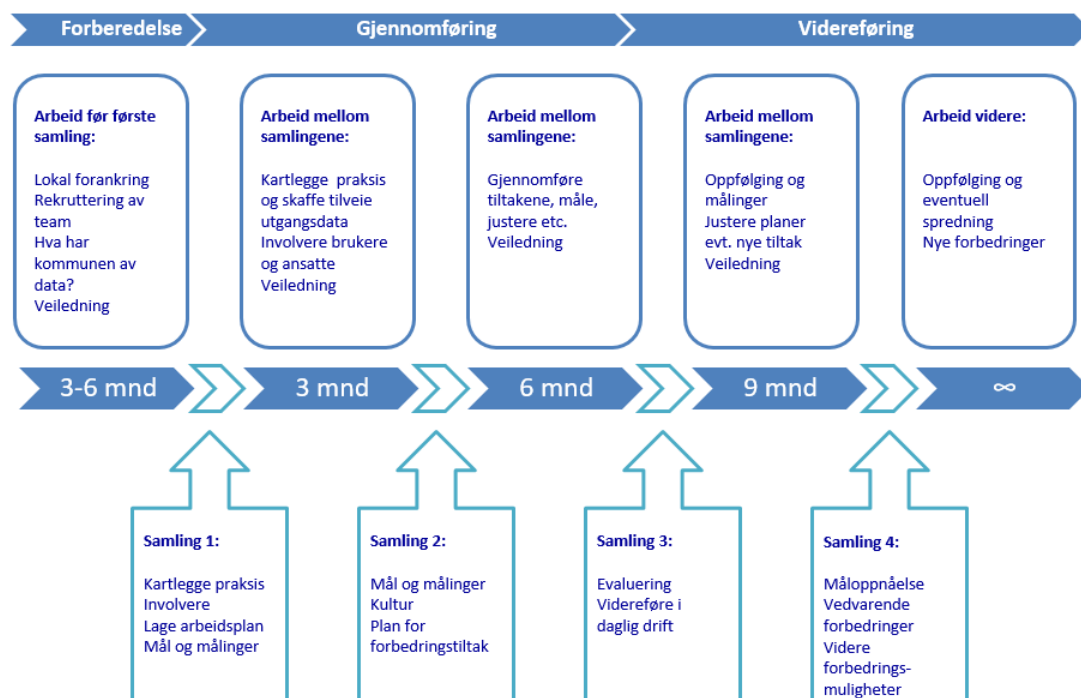 Forberedelse
Gjennomføring
Videreføring
Arbeid før første
samling:
Lokal forankring
Rekruttering av
team
Hva har
kommunen av
data?
Veiledning
Arbeid mellom
samlingene:
Kartlegge praksis
og skaffe tilveie
utgangsdata
Involvere brukere
og ansatte
Veiledning
Arbeid mellom
samlingene:
Gjennomføre
tiltakene, måle,
justere etc.
Veiledning
Arbeid mellom
samlingene:
Oppfølging og
målinger
Justere planer
evt. nye tiltak
Veiledning
Arbeid videre:
Oppfølging og
eventuell
spredning
Nye forbedringer
3-6 mnd
3 mnd
6 mnd
9 mnd
∞
Samling 1:
Kartlegge praksis
Involvere
Lage arbeidsplan
Mål og målinger
Samling 2:
Mål og målinger
Kultur
Plan for
forbedringstiltak
Samling 3:
Evaluering
Videreføre i
daglig drift
Samling 4:
Måloppnåelse
Vedvarende
forbedringer
Videre
forbedrings-
muligheter